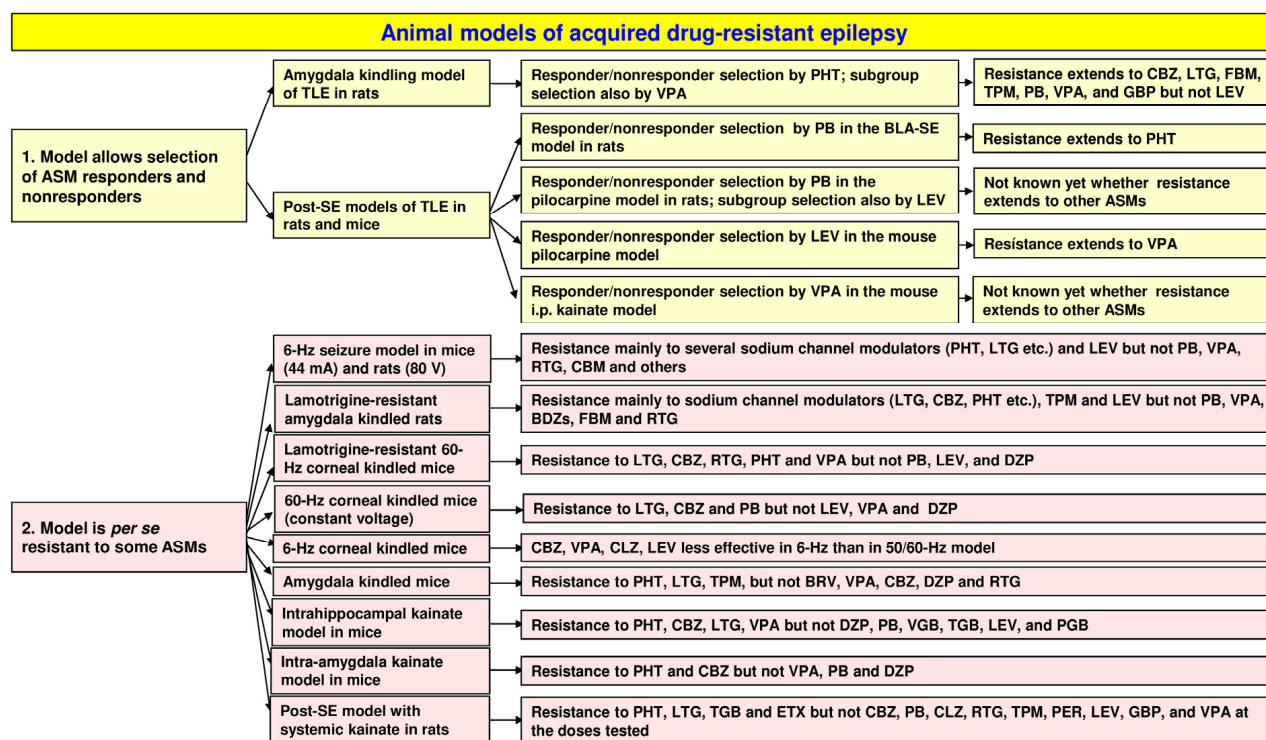 Animal models of acquired drug-resistant epilepsy
1. Model allows selection
of ASM responders and
nonresponders
Amygdala kindling model
of TLE in rats
Responder/nonresponder selection by PHT; subgroup
selection also by VPA
Resistance extends to CBZ, LTG, FBM,
TPM, PB, VPA, and GBP but not LEV
Post-SE models of TLE in
rats and mice
Responder/nonresponder selection by PB in the BLA-SE
model in rats
Resistance extends to PHT
Responder/nonresponder selection by PB in the
pilocarpine model in rats; subgroup selection also by LEV
Not known yet whether resistance
extends to other ASMs
Responder/nonresponder selection by LEV in the mouse
pilocarpine model
Resístance extends to VPA
Responder/nonresponder selection by VPA in the mouse
i.p. kainate model
Not known yet whether resistance
extends to other ASMs
2. Model is per se
resistant to some ASMs
6-Hz seizure model in mice
(44 mA) and rats (80 V)
Resistance mainly to several sodium channel modulators (PHT, LTG etc.) and LEV but not PB, VPA,
RTG, CBM and others
Lamotrigine-resistant
amygdala kindled rats
Resistance mainly to sodium channel modulators (LTG, CBZ, PHT etc.), TPM and LEV but not PB, VPA,
BDZs, FBM and RTG
Lamotrigine-resistant 60-
Hz corneal kindled mice
Resistance to LTG, CBZ, RTG, PHT and VPA but not PB, LEV, and DZP
60-Hz corneal kindled mice
(constant voltage)
Resistance to LTG, CBZ and PB but not LEV, VPA and DZP
6-Hz corneal kindled mice
CBZ, VPA, CLZ, LEV less effective in 6-Hz than in 50/60-Hz model
Amygdala kindled mice
Resistance to PHT, LTG, TPM, but not BRV, VPA, CBZ, DZP and RTG
Intrahippocampal kainate
model in mice
Resistance to PHT, CBZ, LTG, VPA but not DZP, PB, VGB, TGB, LEV, and PGB
Intra-amygdala kainate
model in mice
Resistance to PHT and CBZ but not VPA, PB and DZP
Post-SE model with
systemic kainate in rats
Resistance to PHT, LTG, TGB and ETX but not CBZ, PB, CLZ, RTG, TPM, PER, LEV, GBP, and VPA at
the doses tested